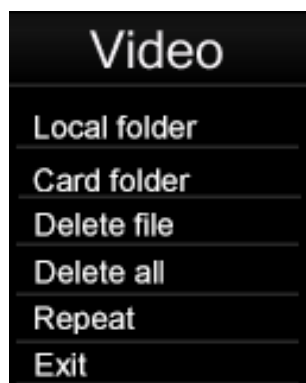 Video
Local folder
Card folder
Delete file
Delete all
Repeat
Exit